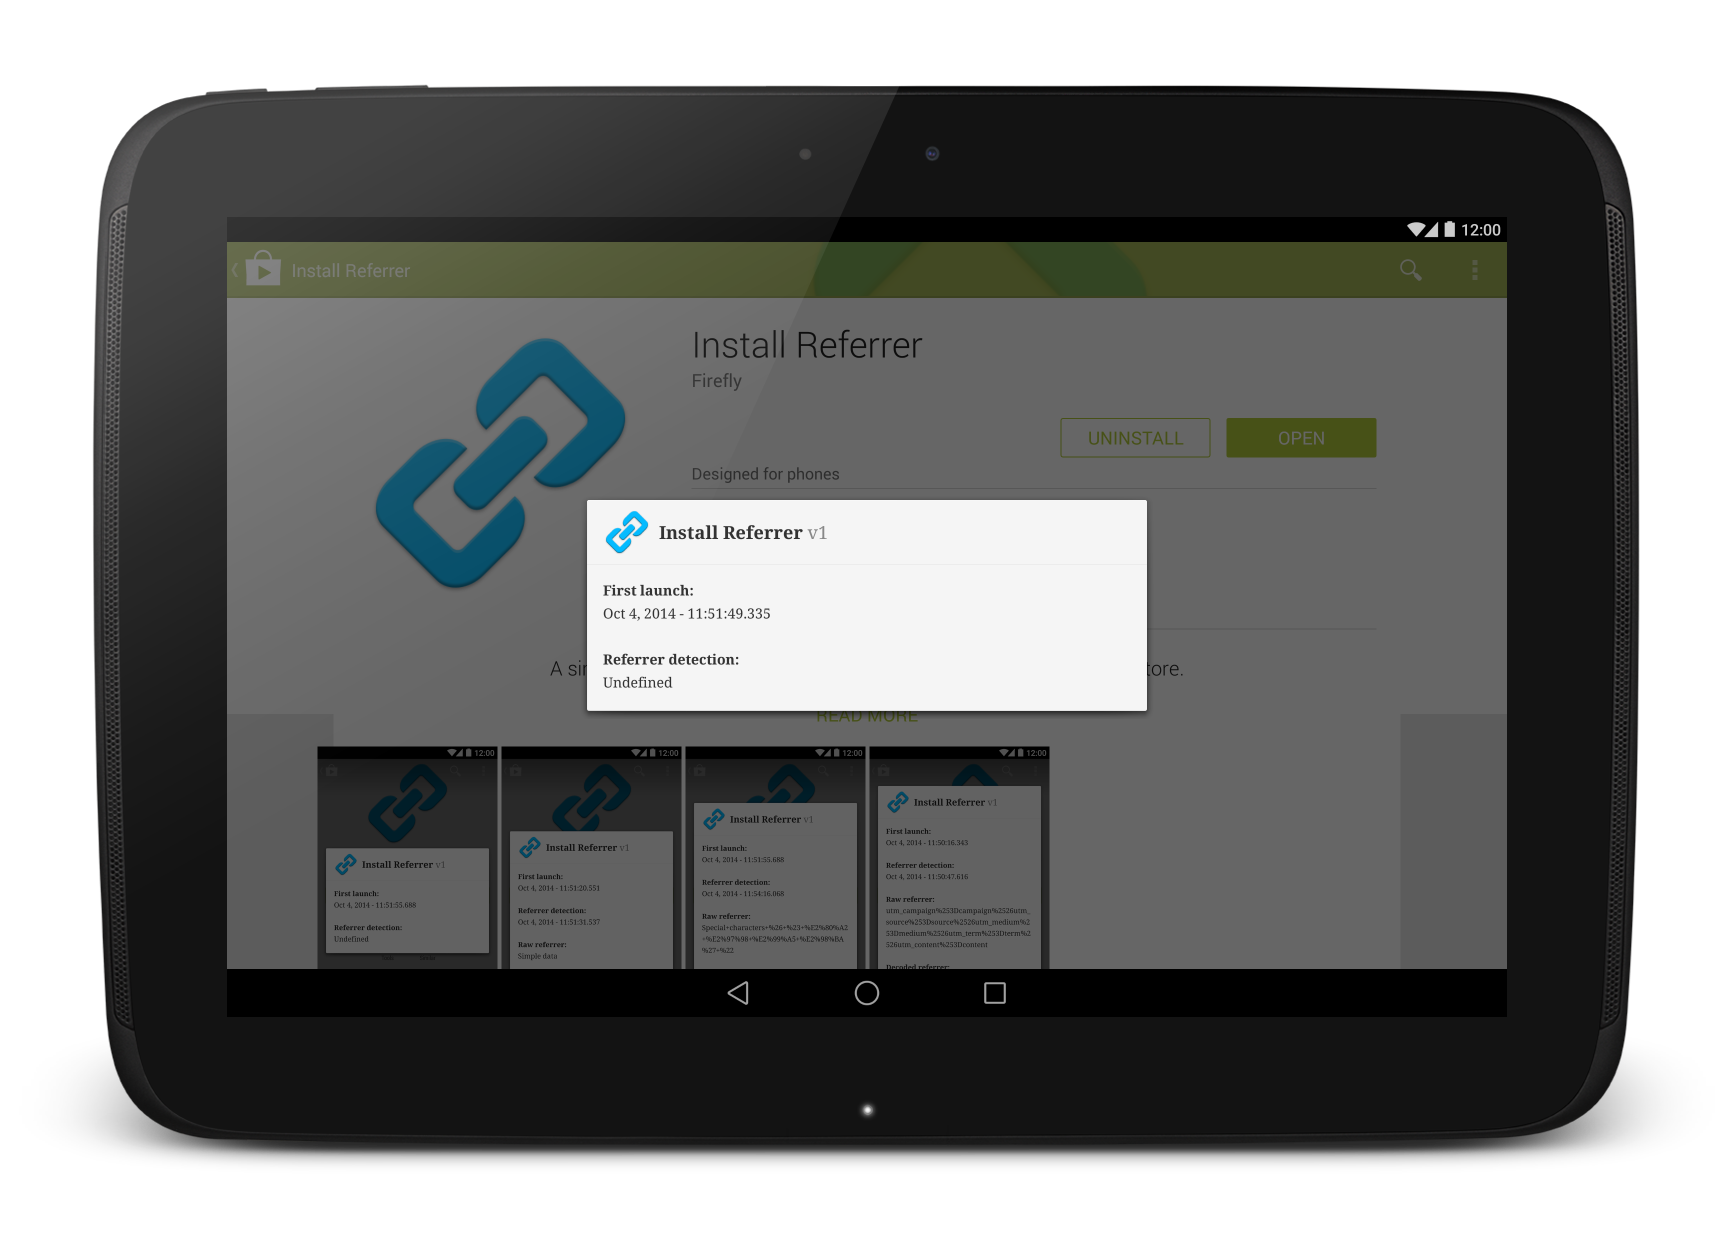 12:00
Install Referrer
Install Referrer
Firefly
UNINSTALL
OPEN
Designed for phones
Install Referrer v1
First launch:
Oct 4, 2014 - 11:51:49.335
Referrer detection:
Undefined
A
tore.
READ MORE
12:00
Install Referrer v1
First launch:
Oct 4, 2014 - 11:51:55.688
Referrer detection:
Undefined
12:00
Install Referrer v1
First launch:
Oct 4, 2014 - 11:51:20.551
Referrer detection:
Oct 4, 2014 - 11:51:31.537
Raw referrer:
Simple data
12:00
Install Referrer v1
First launch:
Oct 4, 2014 - 11:51:55.688
Referrer detection:
Oct 4, 2014 - 11:54:16.068
Raw referrer:
Special+characters+%26+%23+%E2%80%A2
+%E2%97%98+%E2%99%A5+%E2%98%BA
%27+%22
12:00
Install Referrer v1
First launch:
Oct 4, 2014 - 11:50:16.343
Referrer detection:
Oct 4, 2014 - 11:50:47.616
Raw referrer:
utm_campaign%253Dcampaign%2526utm_
source%253Dsource%2526utm_medium%2
53Dmedium%2526utm_term%253Dterm%2
526utm_content%253Dcontent
Decoded referrer: